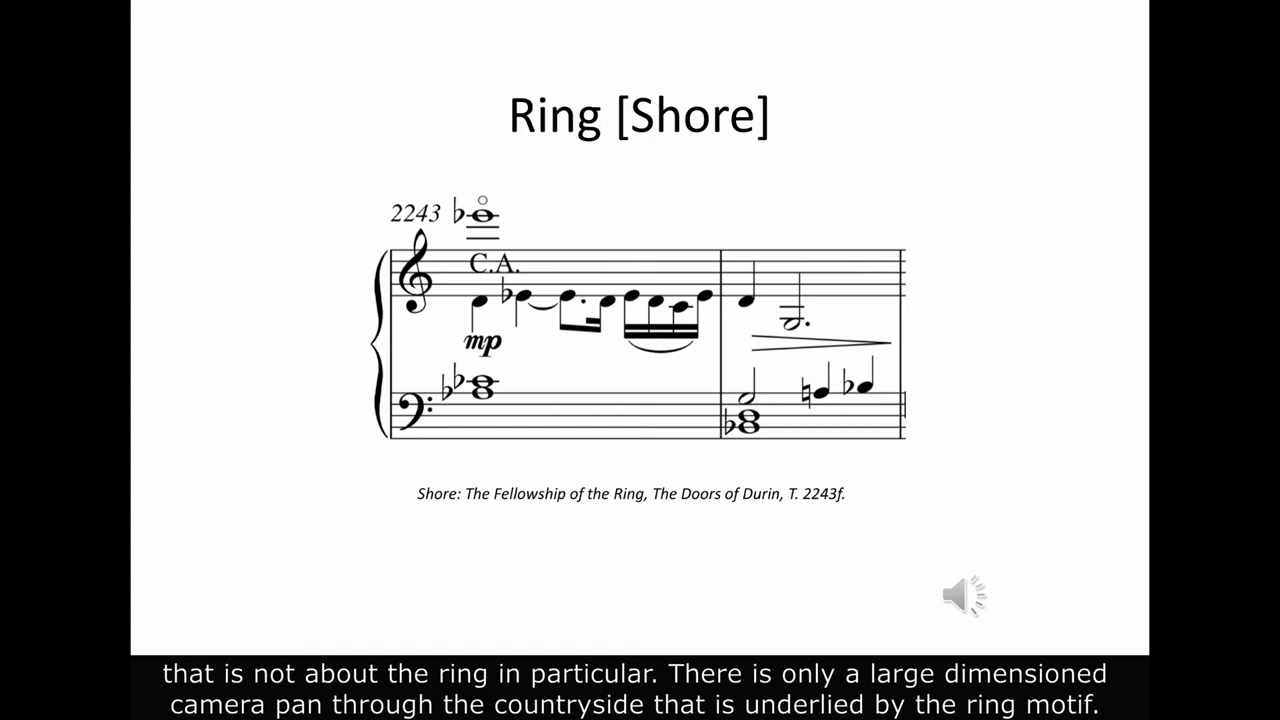 Ring [Shore]
2243
C.A.
mp
Shore: The Fellowship of the Ring, The Doors of Durin, T. 2243f.
that is not about the ring in particular. There is only a large dimensioned
camera pan through the countryside that is underlied by the ring motif.